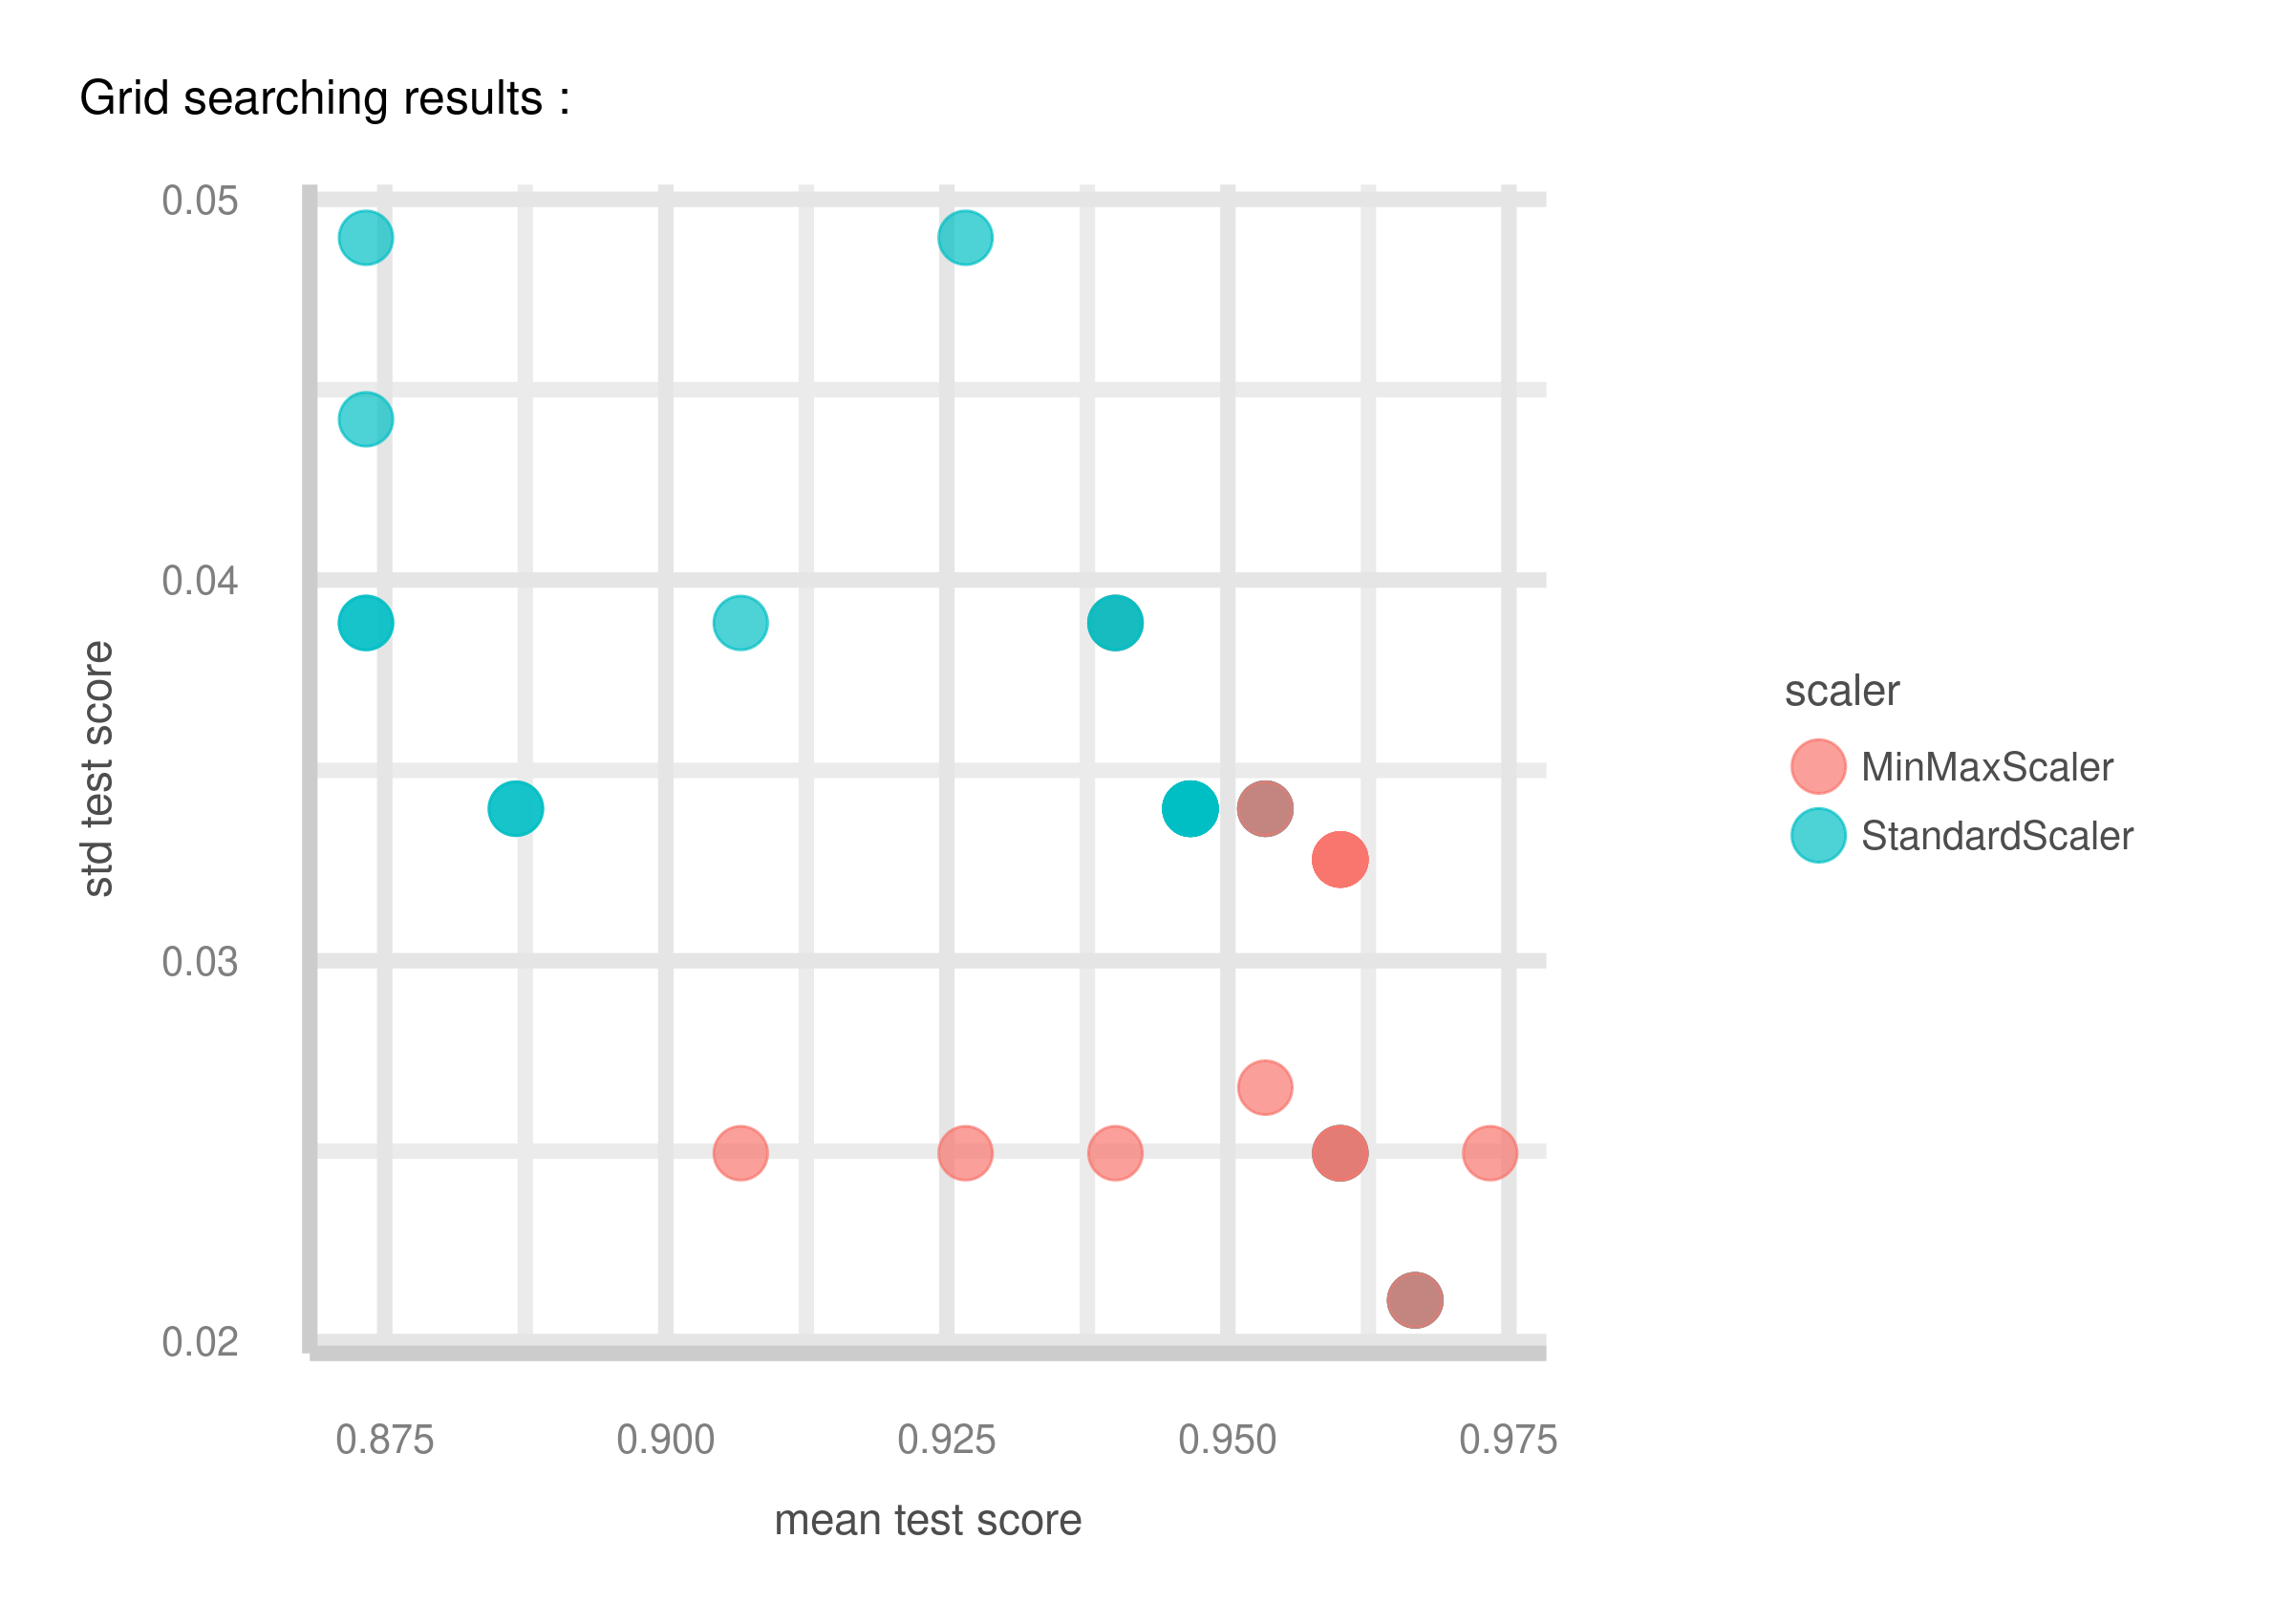 Grid searching results :
0.05
0.04
0.03
0.02
std test score
0.875
0.900
0.925
0.950
0.975
mean test score
scaler
MinMaxScaler
StandardScaler